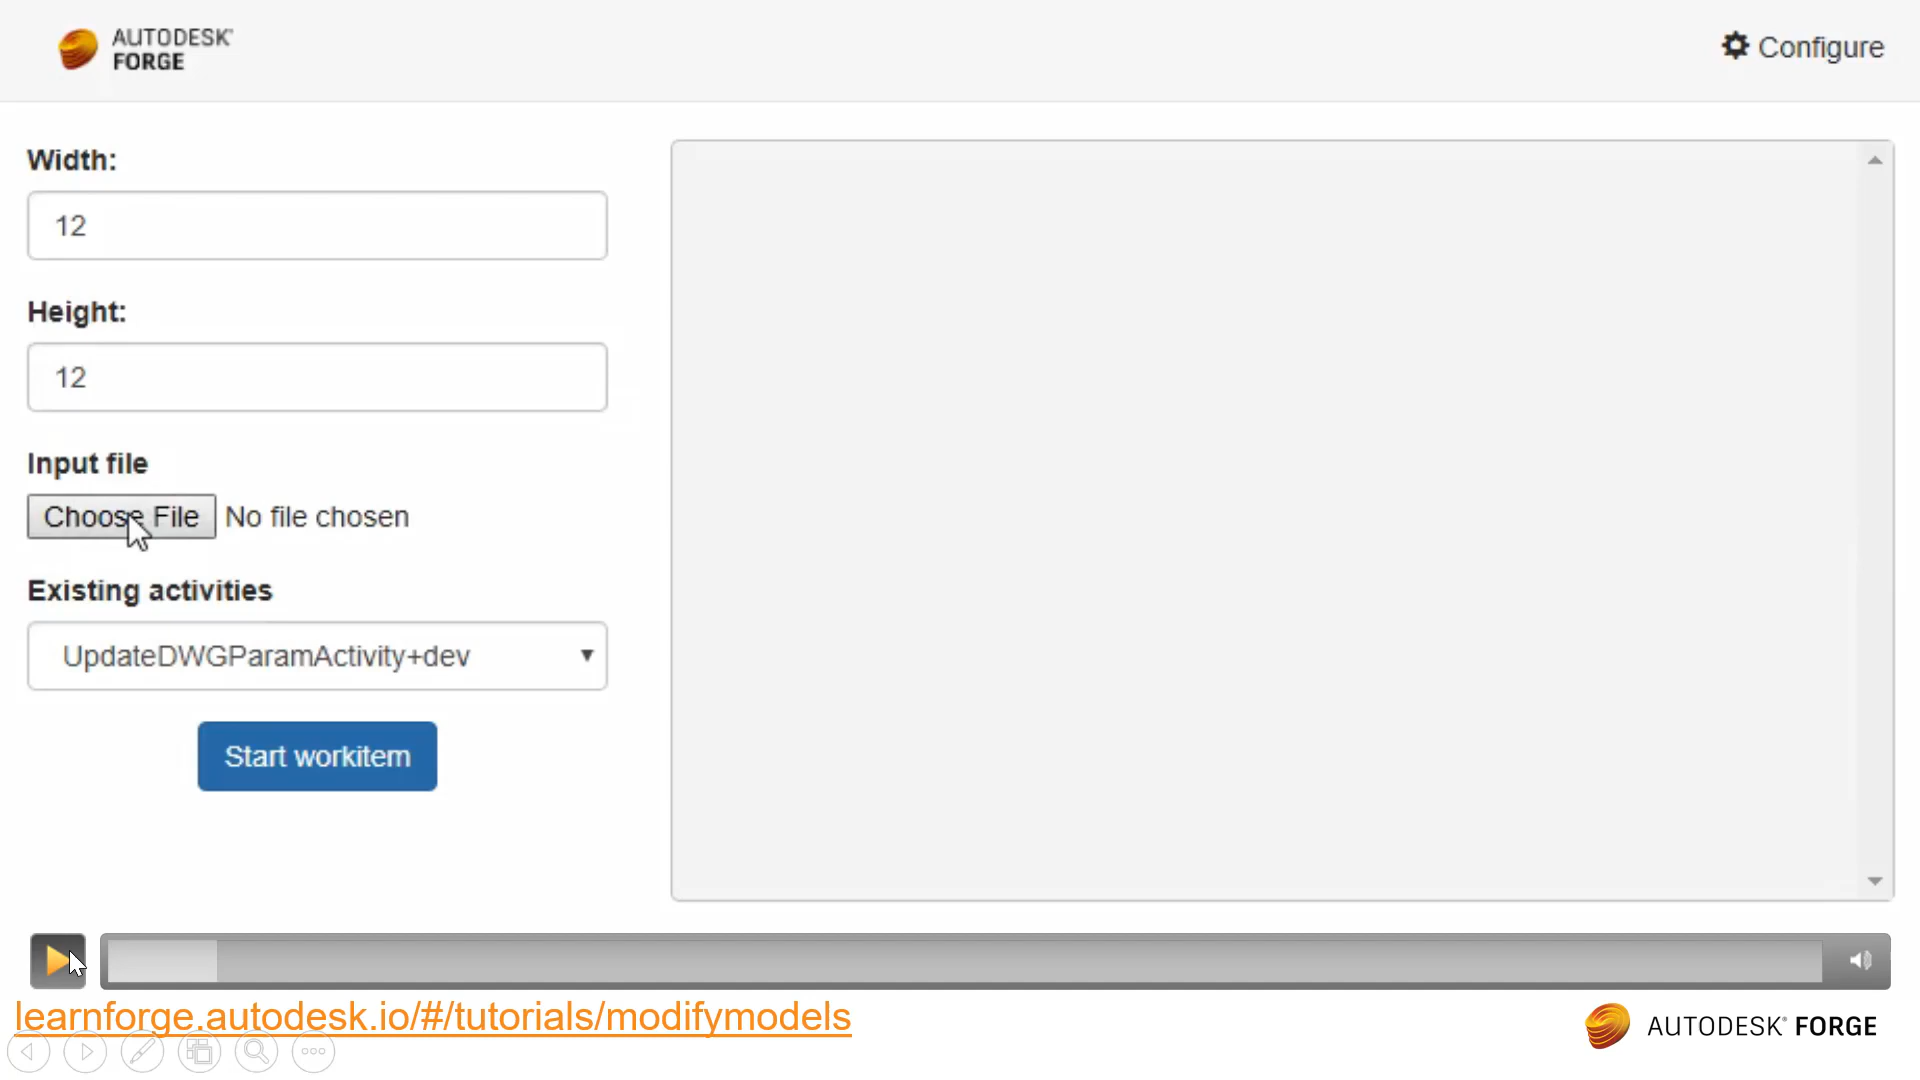 AUTODESK
FORGE
Configure
Width:
12
Height:
12
Input file
Choose File No file chosen
Existing activities
UpdateDWGParamActivity+dev
Start workitem
learnforge.autodesk.io/#/tutorials/modifymodels
AUTODESK® FORGE